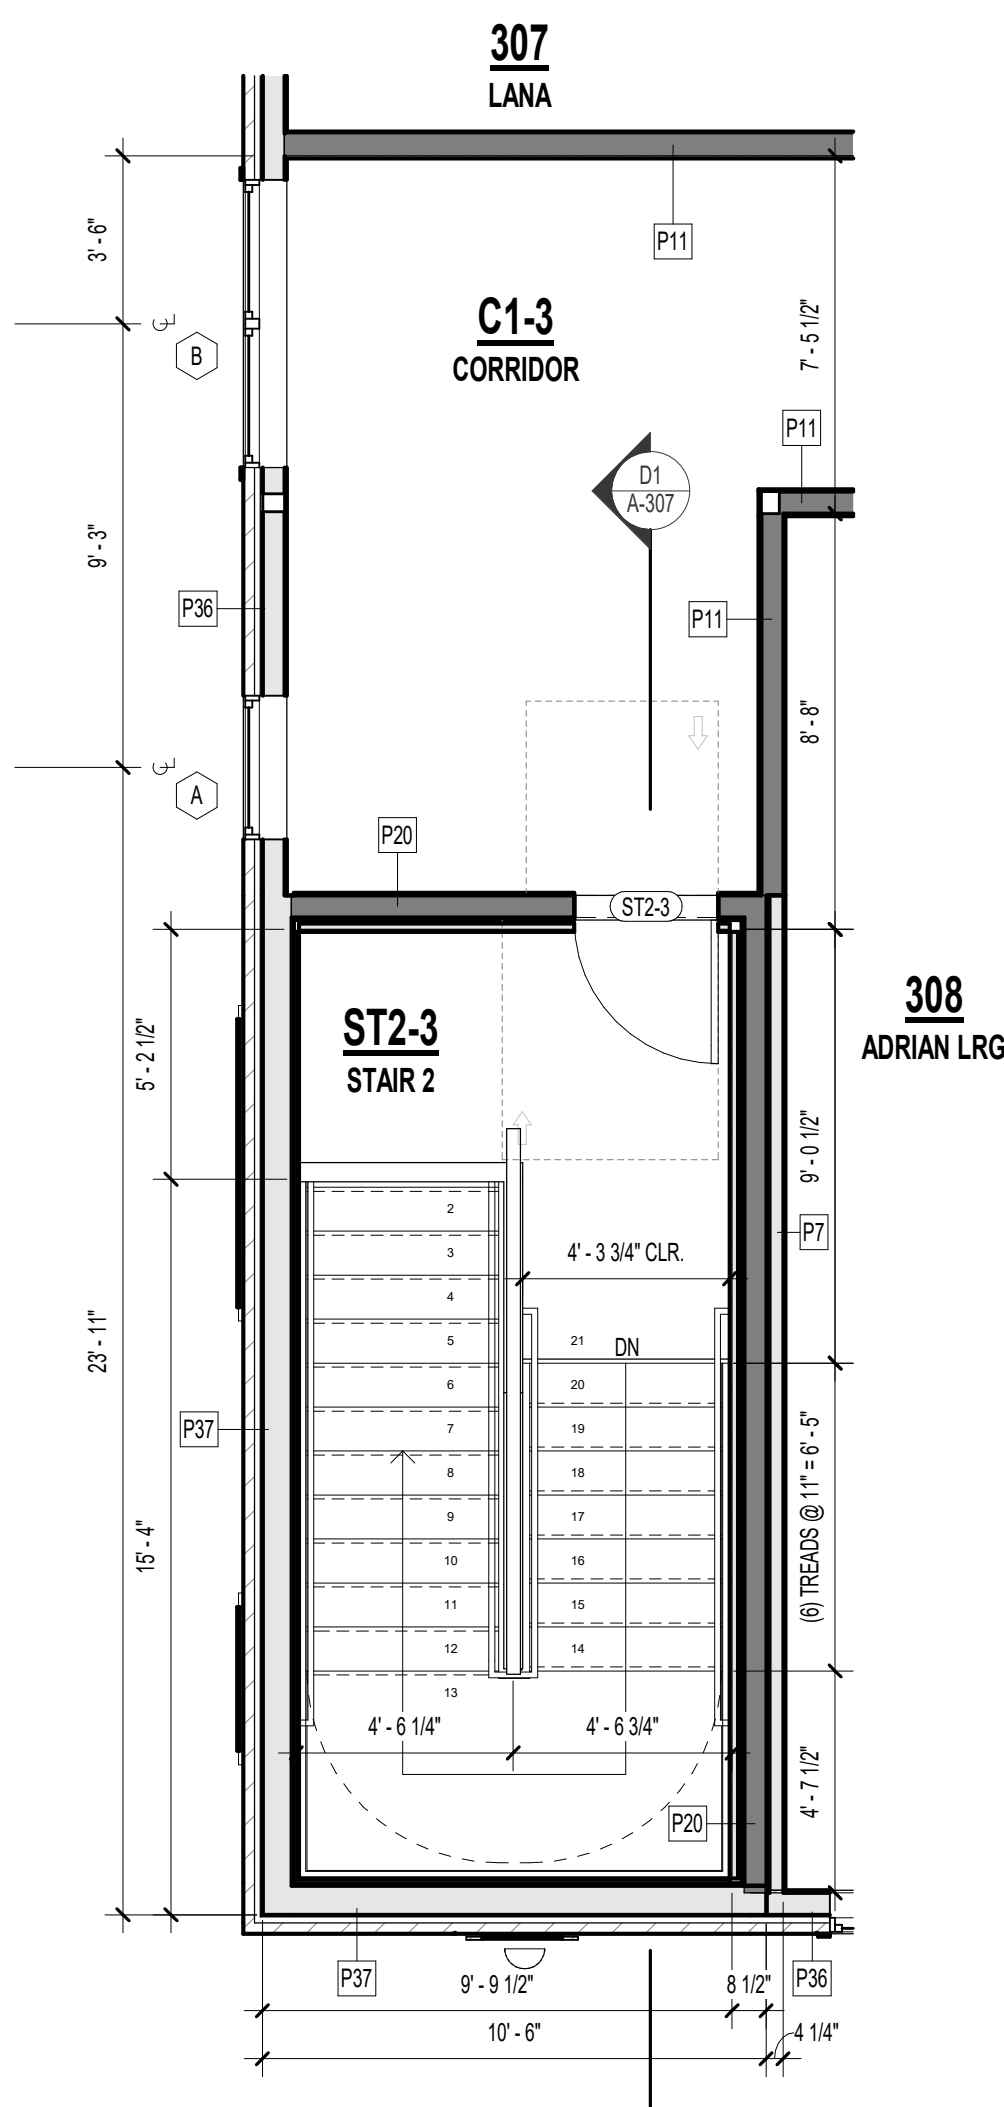 307
LANA
P11
3' - 6"
C1-3
CORRIDOR
7' - 5 1/2"
B
P11
D1
A-307
9' - 3"
P36
P11
8' - 8"
A
P20
ST2-3
308
ADRIAN LRG
ST2-3
STAIR 2
5' - 2 1/2"
9' - 0 1/2"
P7
2
3
4
5
6
7
8
9
10
11
12
13
4' - 3 3/4" CLR.
21
DN
20
19
18
17
16
15
14
23' - 11"
P37
15' - 4"
(6) TREADS @ 11" = 6' - 5"
4' - 6 1/4"
4' - 6 3/4"
4' - 7 1/2"
P20
P37
9' - 9 1/2"
8 1/2"
P36
10' - 6"
4 1/4"